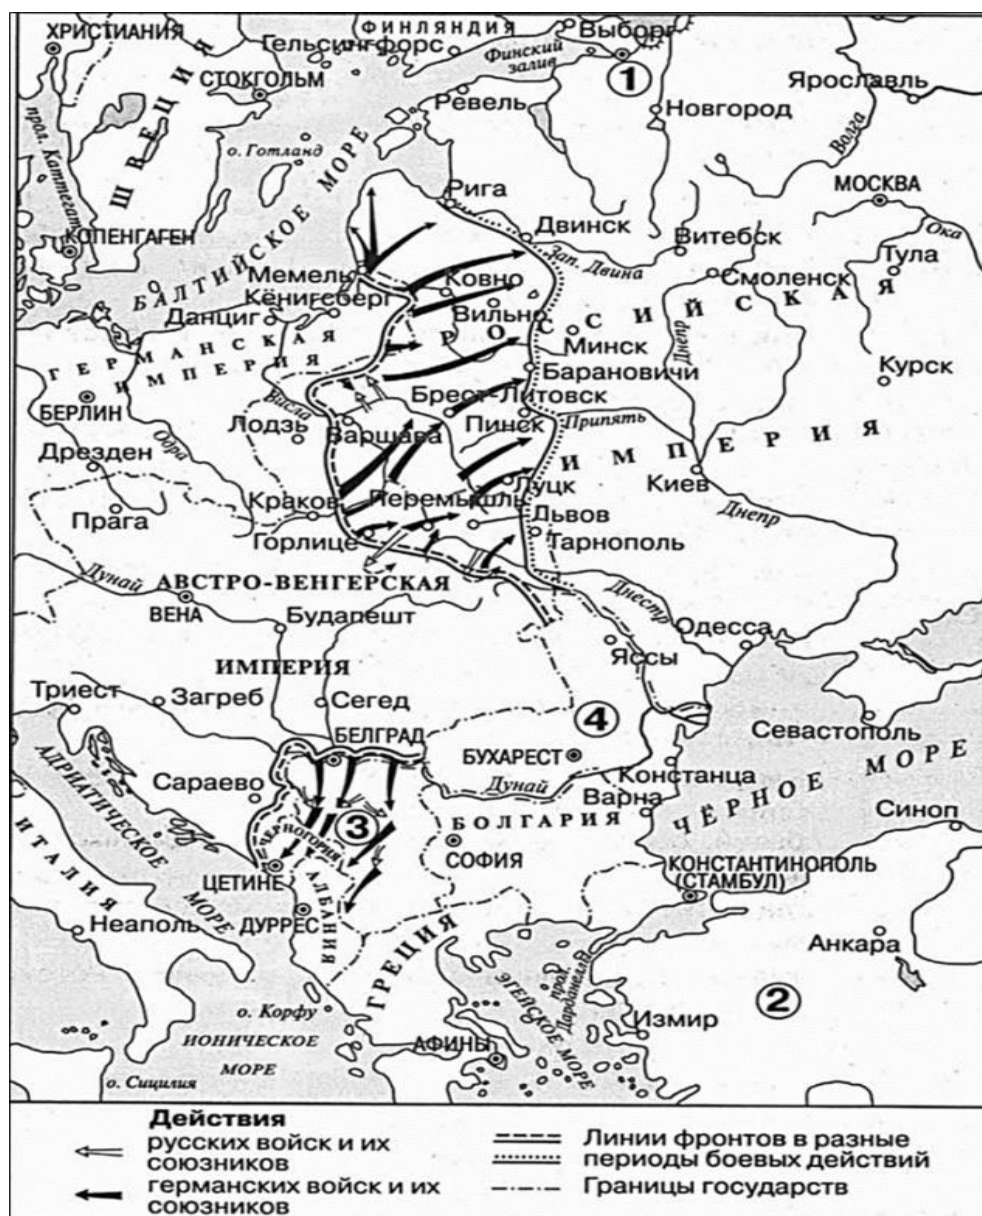 ХРИСТИАНИЯ
ФИНЛЯНДИЯ
Выборг
Гельсингфорс
Финский
залив
1
СТОКГОЛЬМ
Ярославль
Ревель
Новгород
ШВЕЦИЯ
прол. Каттегат
Волга
о. Готланд
БАЛТИЙСКОЕ МОРЕ
Рига
МОСКВА
Двинск
КОПЕНГАГЕН
Витебск
Ока
Зап. Двина
Тула
Мемель
Ковно
Смоленск
Кёнигсберг
Данциг
Вильно
РОССИЙСКАЯ
ИМПЕРИЯ
Минск
Днепр
ГЕРМАНСКАЯ
ИМПЕРИЯ
Барановичи
Курск
БЕРЛИН
Висла
Брест-Литовск
Лодзь
Варшава
Пинск
Припять
Дрезден
Одра
Луцк
Киев
Краков
Перемышль
Прага
Львов
Днепр
Горлице
Тарнополь
Дунай
АВСТРО-ВЕНГЕРСКАЯ
ИМПЕРИЯ
Днестр
ВЕНА
Будапешт
Одесса
Яссы
Триест
Загреб
Сегед
4
БЕЛГРАД
Севастополь
БУХАРЕСТ
АДРИАТИЧЕСКОЕ
МОРЕ
Сараево
Дунай
Констанца
Варна
ЧЁРНОЕ МОРЕ
Синоп
3
БОЛГАРИЯ
ЧЕРНОГОРИЯ
СОФИЯ
ИТАЛИЯ
ЦЕТИНЕ
КОНСТАНТИНОПОЛЬ
(СТАМБУЛ)
АЛБАНИЯ
Неаполь
ДУРРЕС
ГРЕЦИЯ
Анкара
прол.
Дарданеллы
ЭГЕЙСКОЕ МОРЕ
2
о. Корфу
Измир
ИОНИЧЕСКОЕ
МОРЕ
АФИНЫ
о. Сицилия
Действия
русских войск и их
союзников
германских войск и их
союзников
Линии фронтов в разные
периоды боевых действий
Границы государств